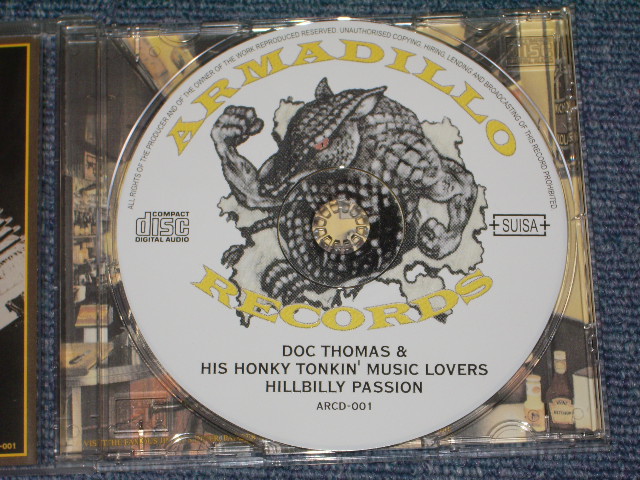 ALL RIGHTS OF THE PRODUCER AND OF THE OWNER OF THE WORK REPRODUCED RESERVED. UNAUTHORISED COPYING, HIRING, LENDING AND BROADCASTING OF THIS RECORD PROHIBITED
ARMADILLO
COMPACT
disc
DIGITAL AUDIO
SUISA
RECORDS
DOC THOMAS &
HIS HONKY TONKIN' MUSIC LOVERS
HILLBILLY PASSION
ARCD-001
-001